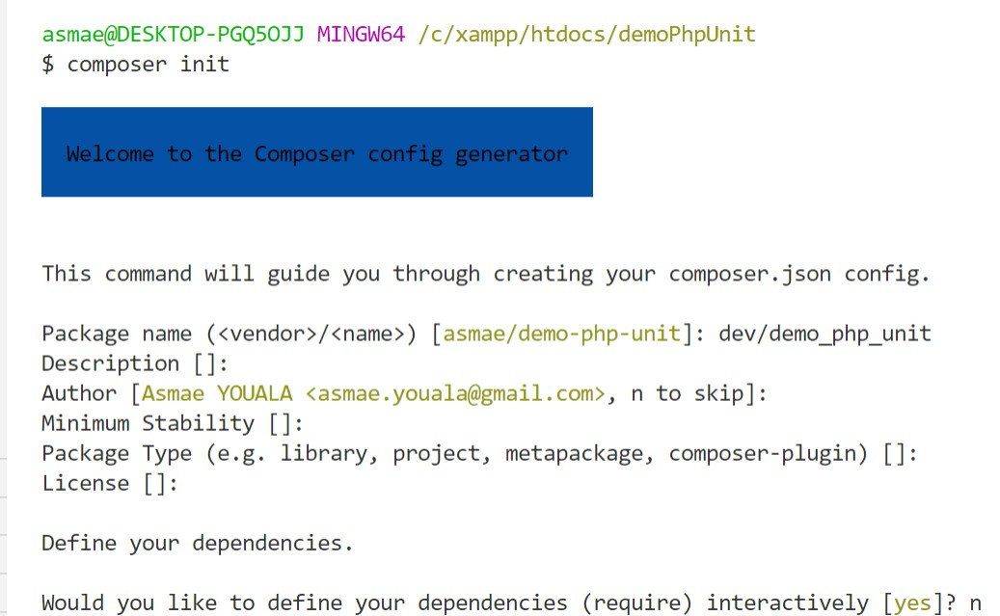 asmae@DESKTOP-PGQ5OJJ MINGW64 /c/xampp/htdocs/demoPhpUnit
$ composer init
Welcome to the Composer config generator
This command will guide you through creating your composer.json config.
Package name (<vendor>/<name>) [asmae/demo-php-unit]: dev/demo_php_unit
Description []:
Author [Asmae YOUALA <asmae.youala@gmail.com>, n to skip]:
Minimum Stability []:
Package Type (e.g. library, project, metapackage, composer-plugin) []:
License []:
Define your dependencies.
Would you like to define your dependencies (require) interactively [yes]? n